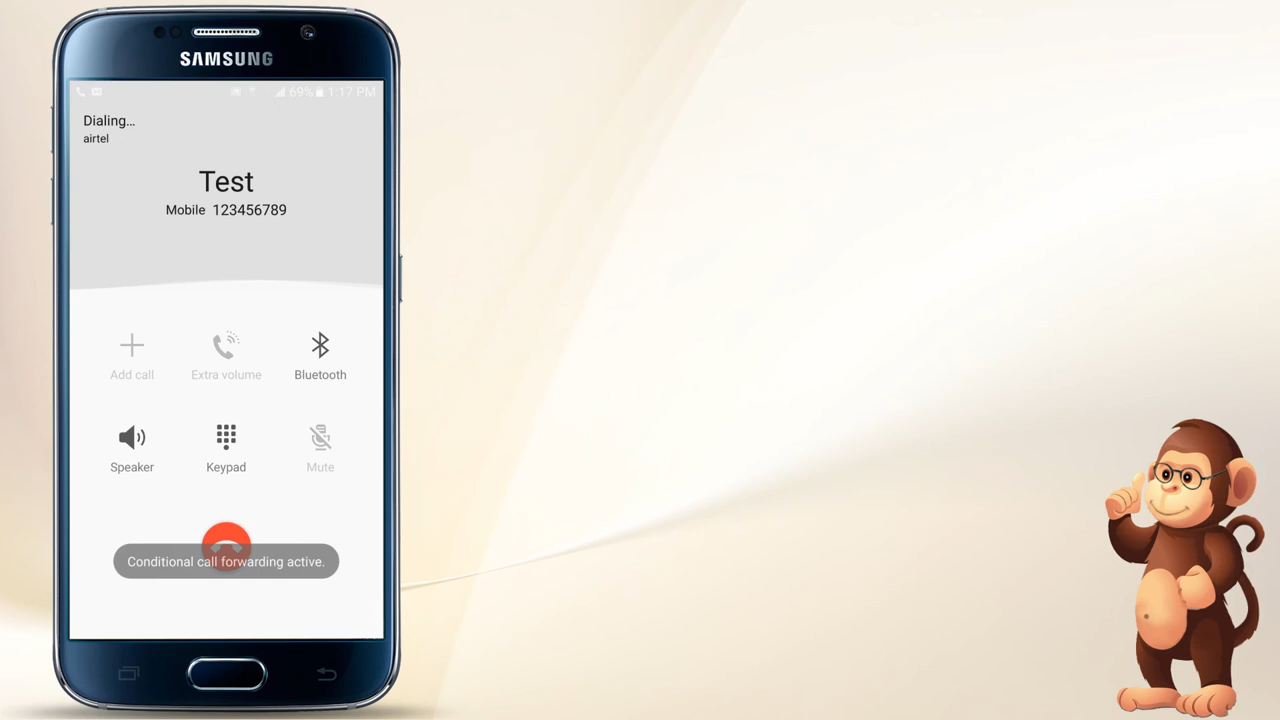 SAMSUNG
69% 1:17 PM
Dialing...
airtel
Test
Mobile 123456789
Add call
Extra volume
Bluetooth
Speaker
Keypad
Mute
Conditional call forwarding active.